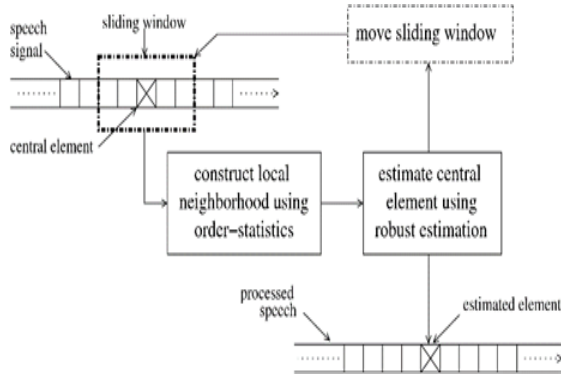 speech
signal
sliding window
move sliding window
central element
construct local
neighborhood using
order-statistics
estimate central
element using
robust estimation
processed
speech
estimated element